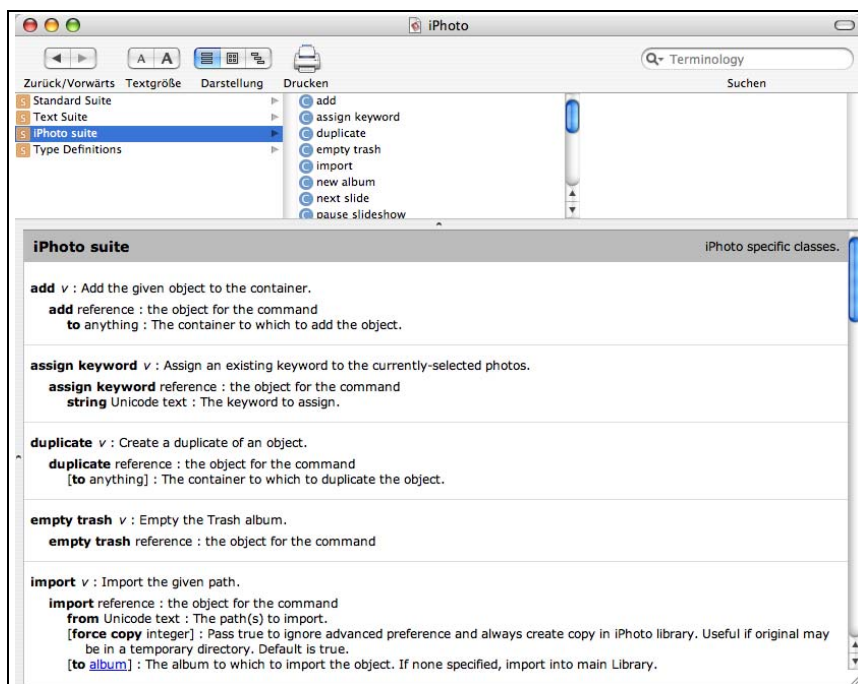 iPhoto
A A
Terminology
Zurück/Vorwärts Textgröße Darstellung Drucken Suchen
S Standard Suite
S Text Suite
S iPhoto suite
S Type Definitions
C add
C assign keyword
C duplicate
C empty trash
C import
C new album
C next slide
C pause slideshow
iPhoto suite iPhoto specific classes.
add v : Add the given object to the container.
add reference : the object for the command
to anything : The container to which to add the object.
assign keyword v : Assign an existing keyword to the currently-selected photos.
assign keyword reference : the object for the command
string Unicode text : The keyword to assign.
duplicate v : Create a duplicate of an object.
duplicate reference : the object for the command
[to anything] : The container to which to duplicate the object.
empty trash v : Empty the Trash album.
empty trash reference : the object for the command
import v : Import the given path.
import reference : the object for the command
from Unicode text : The path(s) to import.
[force copy integer] : Pass true to ignore advanced preference and always create copy in iPhoto library. Useful if original may
be in a temporary directory. Default is true.
[to album] : The album to which to import the object. If none specified, import into main Library.